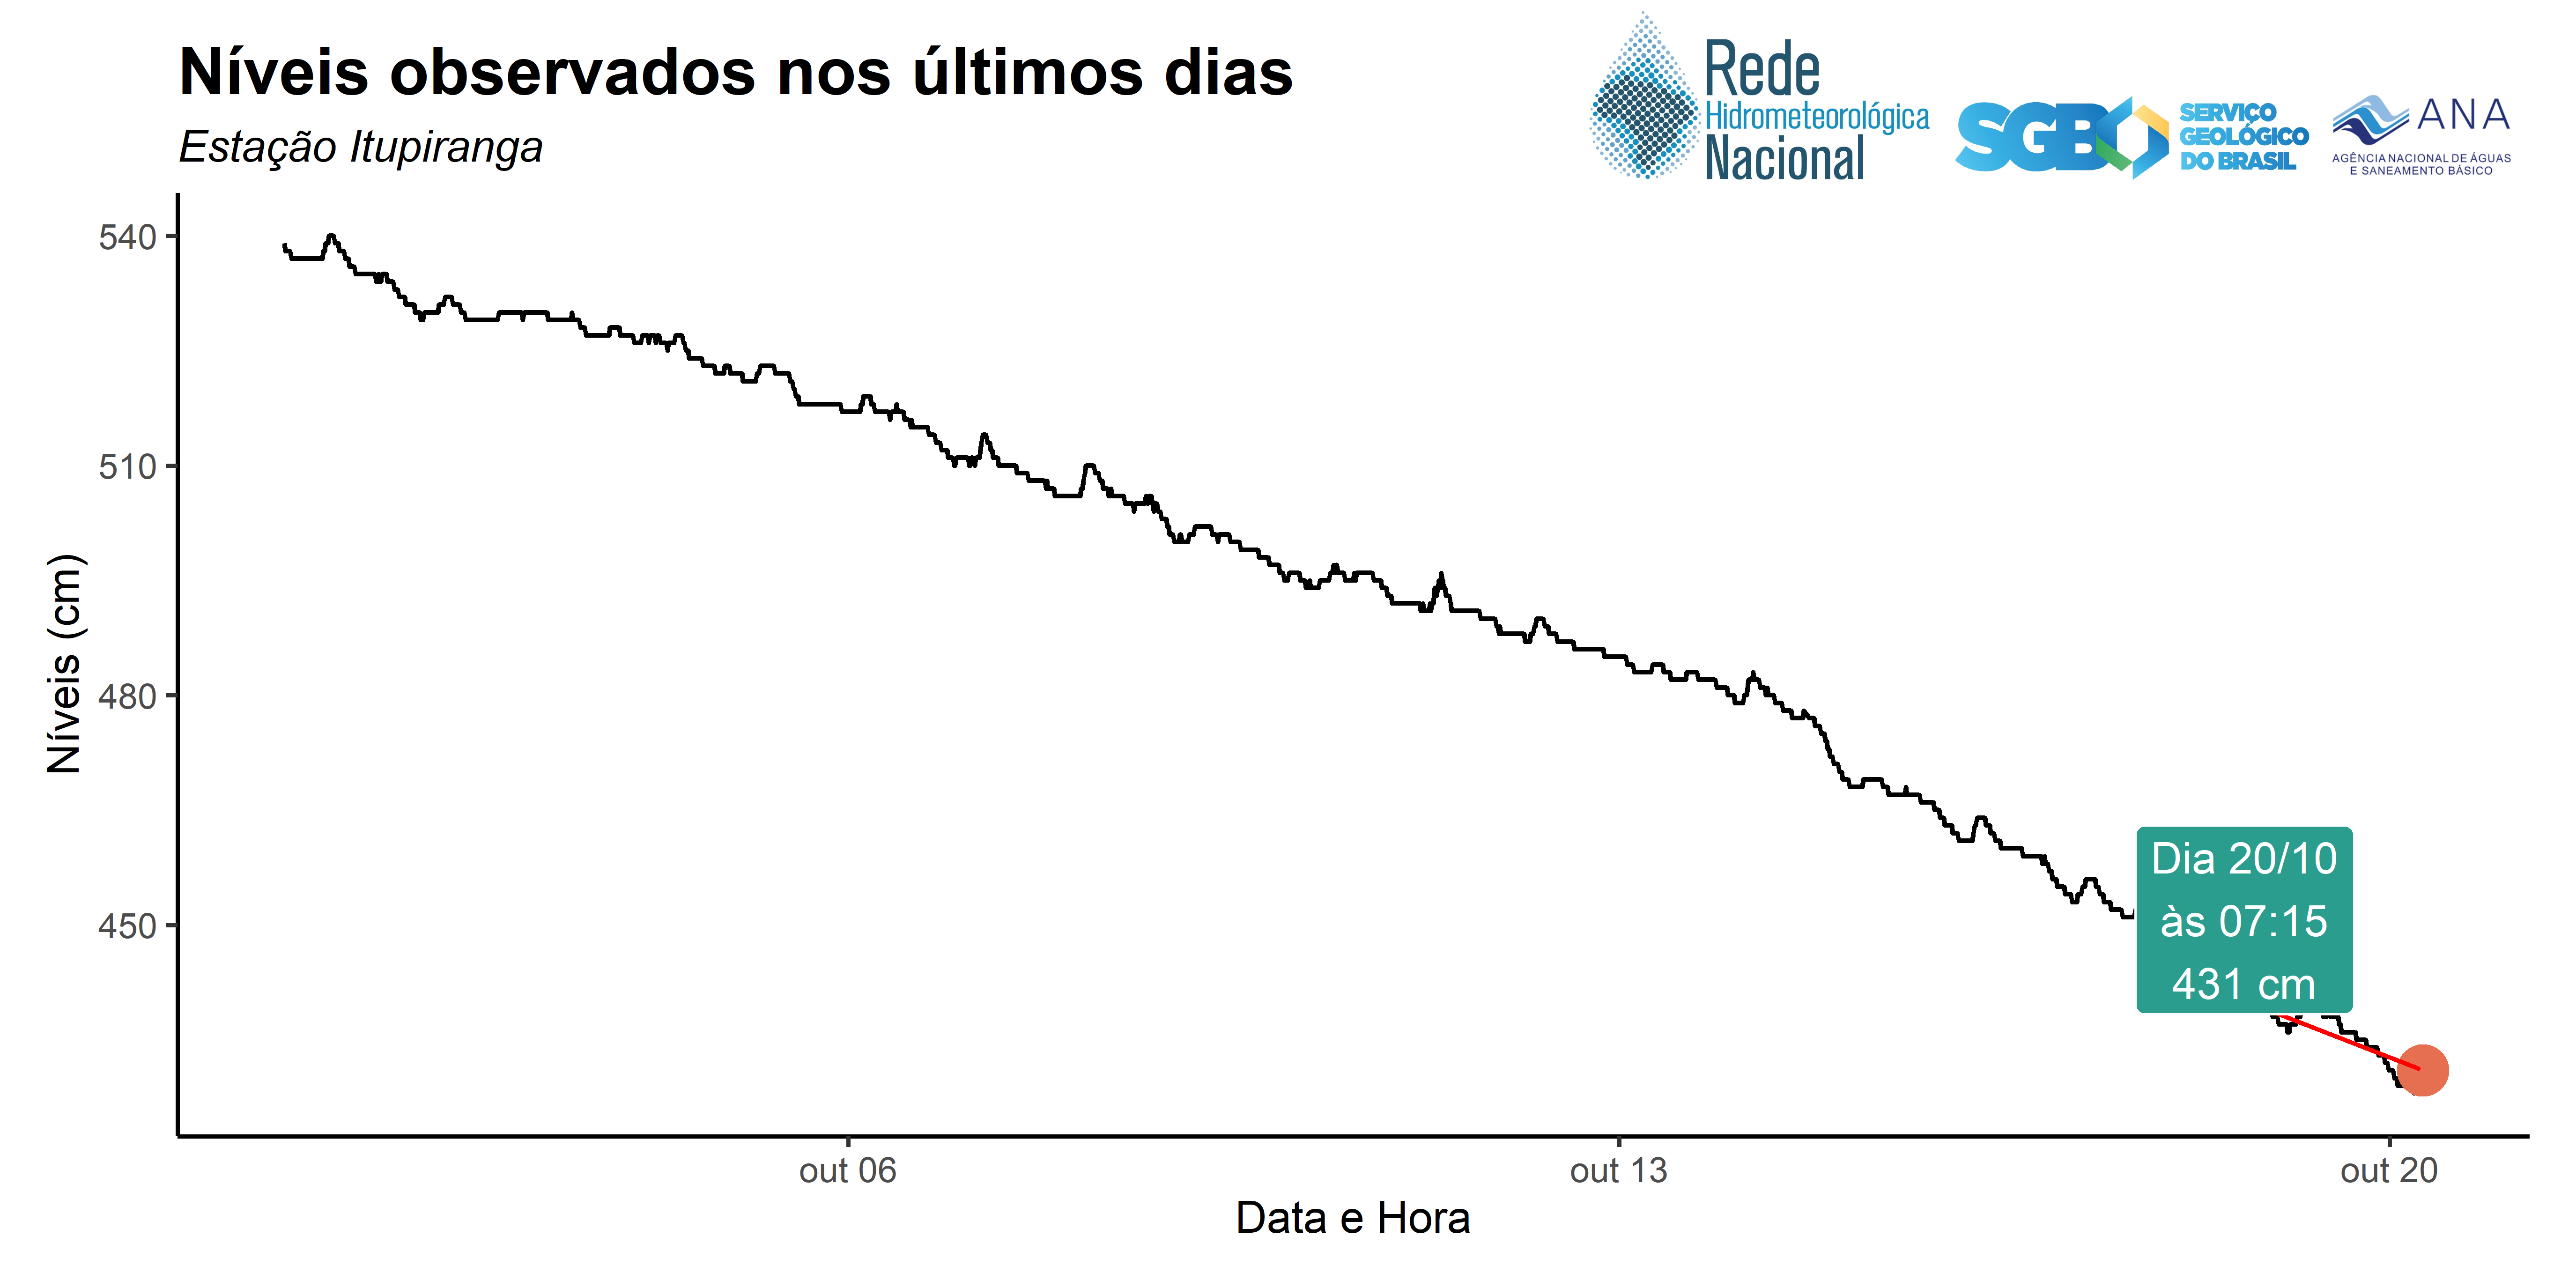 Níveis observados nos últimos dias
Estação Itupiranga
Rede
Hidrometeorológica
Nacional
SGB
SERVIÇO
GEOLÓGICO
DO BRASIL
ANA
AGÊNCIA NACIONAL DE ÁGUAS
E SANEAMENTO BÁSICO
Níveis (cm)
540
510
480
450
Dia 20/10
às 07:15
431 cm
out 06
out 13
out 20
Data e Hora